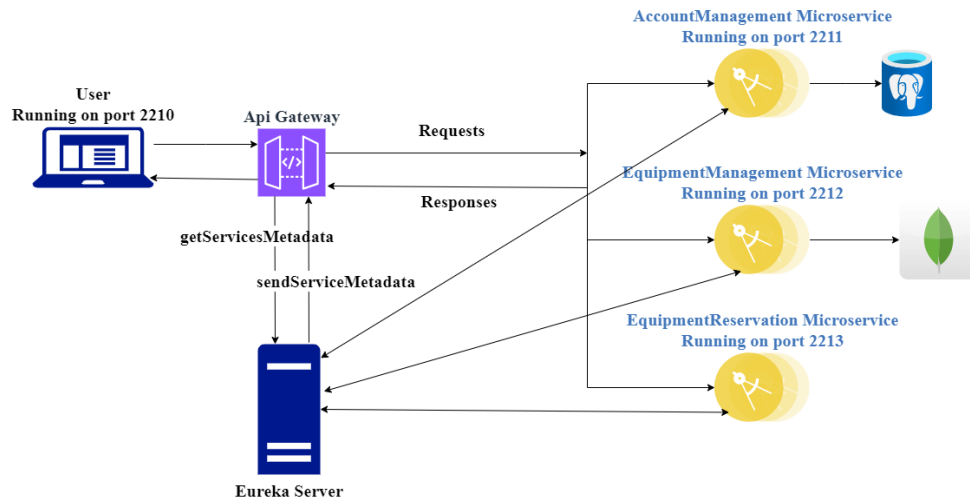 AccountManagement Microservice
Running on port 2211
User
Running on port 2210
Api Gateway
</>
Requests
EquipmentManagement Microservice
Running on port 2212
Responses
getServicesMetadata
sendServiceMetadata
EquipmentReservation Microservice
Running on port 2213
Eureka Server